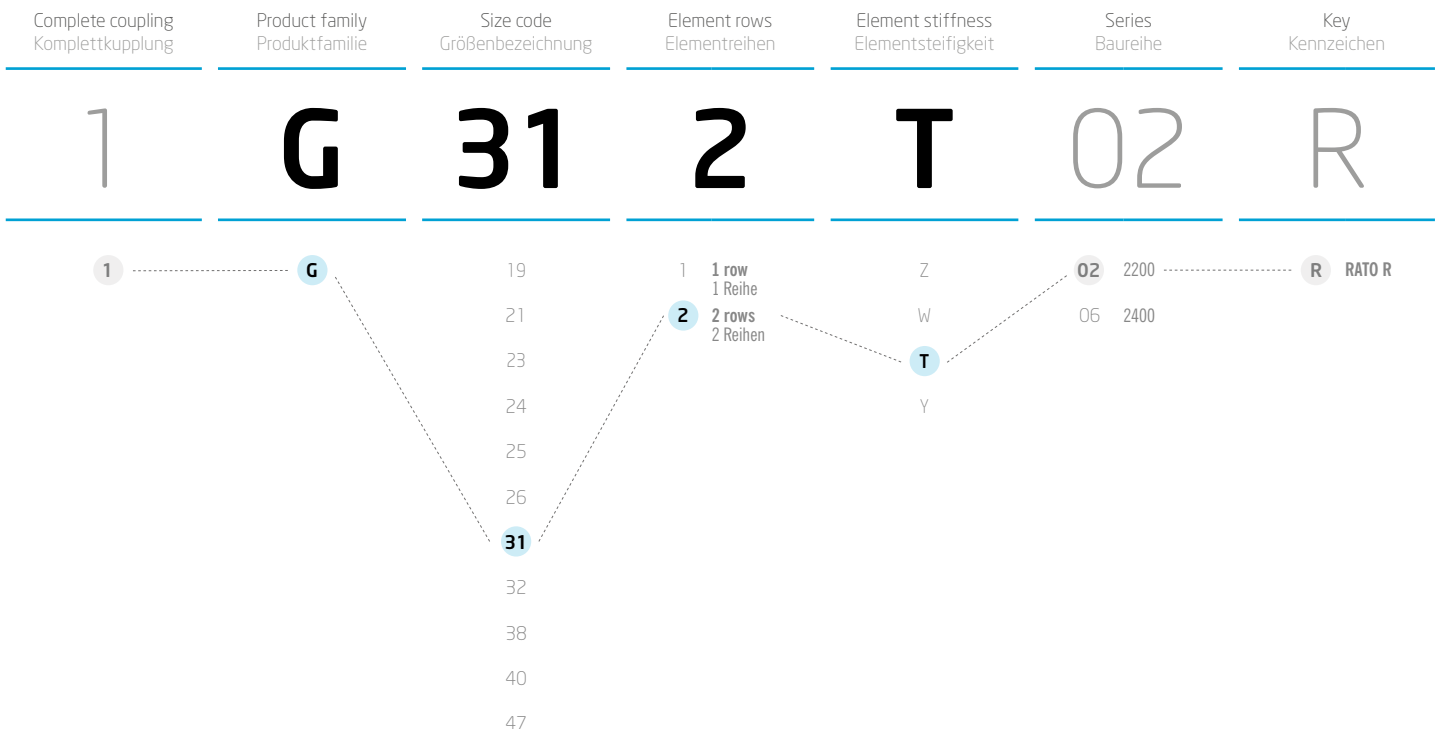 Complete coupling Product family Size code Element rows Element stiffness Series Key
Komplettkupplung Produktfamilie Größenbezeichnung Elementreihen Elementsteifigkeit Baureihe Kennzeichen
1 G 31 2 T 02 R
1 G 19 1 1 row Z 02 2200 R RATO R
1 Reihe
21 2 2 rows W 06 2400
2 Reihen
23 T
24 Y
25
26
31
32
38
40
47